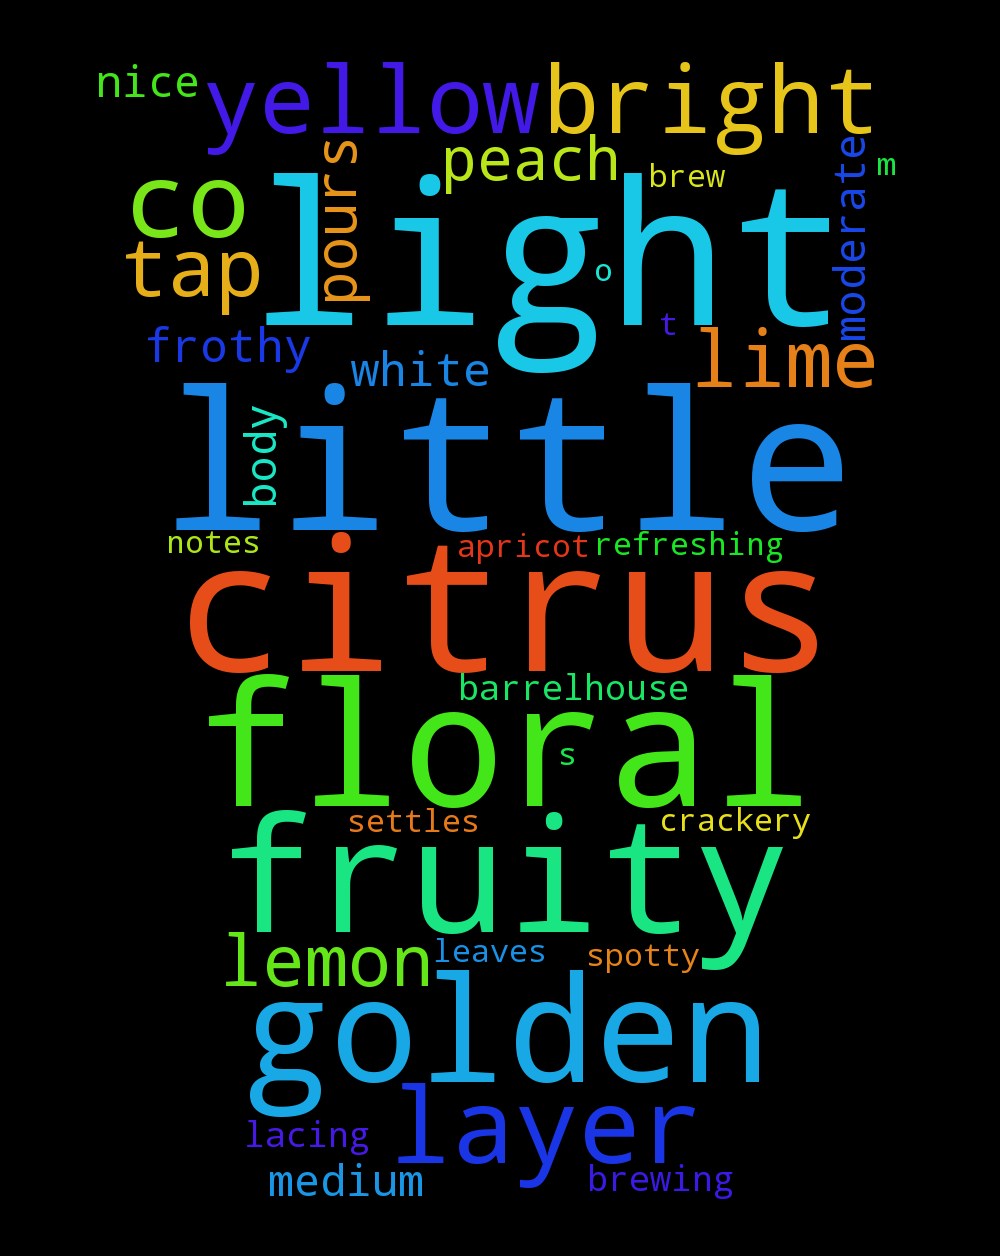 nice
yellow
bright
peach
pours
moderate
m
brew
co
light
tap
o
t
frothy
white
lime
little
body
notes
apricot
refreshing
citrus
barrelhouse
floral
s
settles
crackery
fruity
lemon
leaves
spotty
golden
layer
lacing
medium
brewing